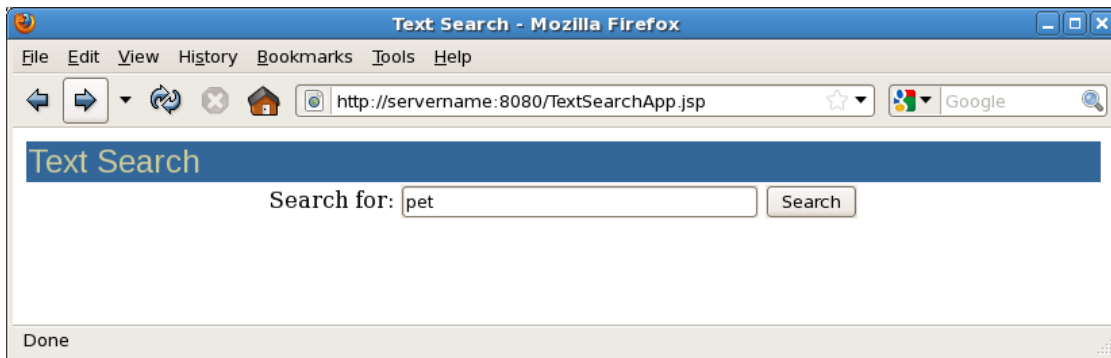 Text Search - Mozilla Firefox
File Edit View History Bookmarks Tools Help
http://servername:8080/TextSearchApp.jsp Google
Text Search
Search for: pet Search
Done